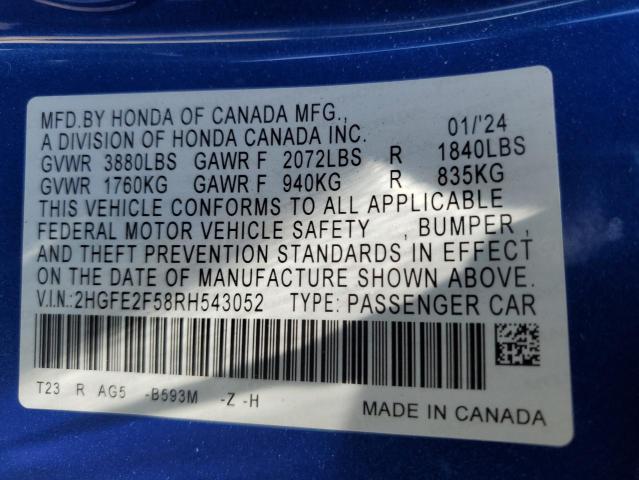 MFD.BY HONDA OF CANADA MFG.,
A DIVISION OF HONDA CANADA INC. 01/'24
GVWR 3880LBS GAWR F 2072LBS R 1840LBS
GVWR 1760KG GAWR F 940KG R 835KG
THIS VEHICLE CONFORMS TO ALL APPLICABLE
FEDERAL MOTOR VEHICLE SAFETY , BUMPER ,
AND THEFT PREVENTION STANDARDS IN EFFECT
ON THE DATE OF MANUFACTURE SHOWN ABOVE.
V.I.N.:2HGFE2F58RH543052 TYPE: PASSENGER CAR
T23 R AG5 -B593M -Z -H
MADE IN CANADA